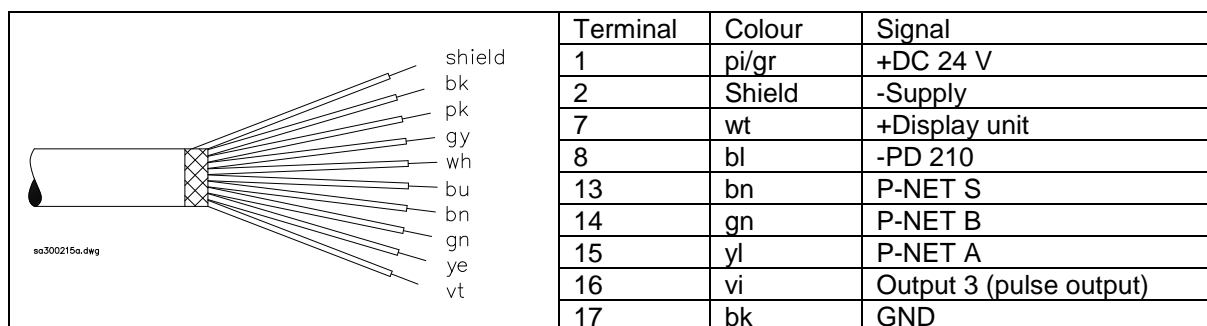 shield
bk
pk
gy
wh
bu
bn
gn
ye
vt
sa300215a.dwg
Terminal Colour Signal
1 pi/gr +DC 24 V
2 Shield -Supply
7 wt +Display unit
8 bl -PD 210
13 bn P-NET S
14 gn P-NET B
15 yl P-NET A
16 vi Output 3 (pulse output)
17 bk GND